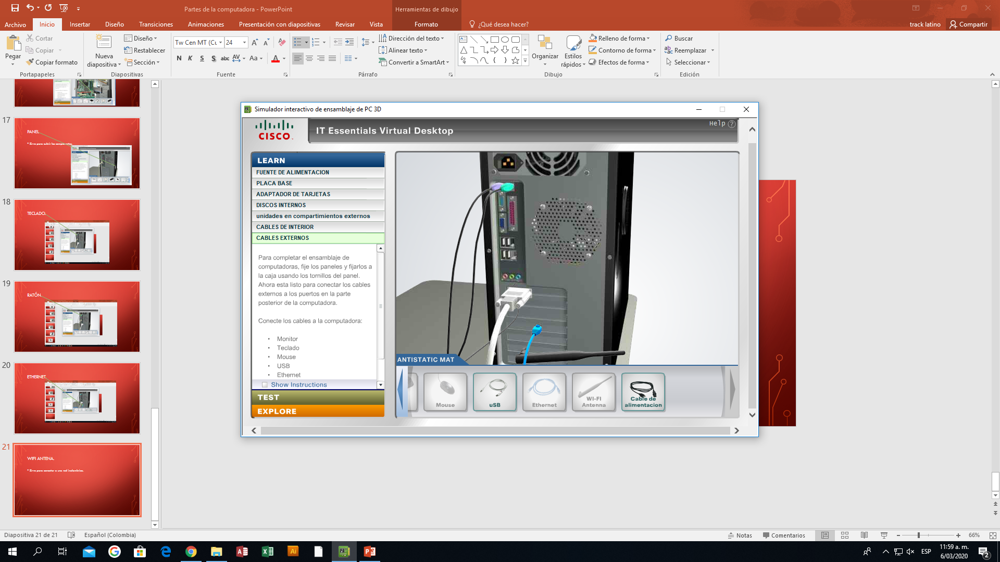 Partes de la computadora - PowerPoint
Herramientas de dibujo
Archivo
Inicio
Insertar
Diseño
Transiciones
Animaciones
Presentación con diapositivas
Revisar
Vista
Formato
¿Qué desea hacer?
track latino
Compartir
Pegar
Cortar
Copiar
Copiar formato
Portapapeles
Nueva diapositiva
Diseño
Restablecer
Sección
Diapositivas
Tw Cen MT (Cu
24
N K S S abc AV Aa A
Fuente
Dirección del texto
Alinear texto
Convertir a SmartArt
Párrafo
Organizar
Estilos rápidos
Relleno de forma
Contorno de forma
Efectos de forma
Dibujo
Buscar
Reemplazar
Seleccionar
Edición
17
PANEL
18
TECLADO.
19
RATÓN.
20
ETHERNET
21
WIFI ANTENA.
* Sirve para conectar a una red inalambrica.
Simulador interactivo de ensamblaje de PC 3D
CISCO
IT Essentials Virtual Desktop
Help ?
LEARN
FUENTE DE ALIMENTACION
PLACA BASE
ADAPTADOR DE TARJETAS
DISCOS INTERNOS
unidades en compartimientos externos
CABLES DE INTERIOR
CABLES EXTERNOS
Para completar el ensamblaje de
computadoras, fije los paneles y fijarlos a
la caja usando los tornillos del panel.
Ahora esta listo para conectar los cables
externos a los puertos en la parte
posterior de la computadora.
Conecte los cables a la computadora:
• Monitor
• Teclado
• Mouse
• USB
• Ethernet
Show Instructions
TEST
EXPLORE
ANTISTATIC MAT
Mouse
uSB
Ethernet
WI-FI
Antenna
Cable de
alimentacion
Diapositiva 21 de 21
Español (Colombia)
Notas
Comentarios
66%
ESP
11:59 a. m.
6/03/2020
2